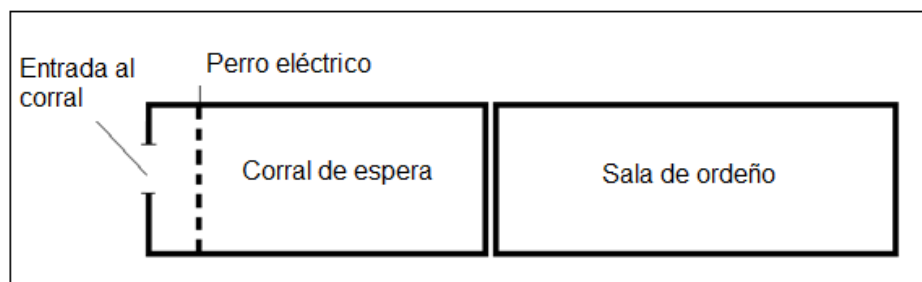 Entrada al
corral
Perro eléctrico
Corral de espera
Sala de ordeño